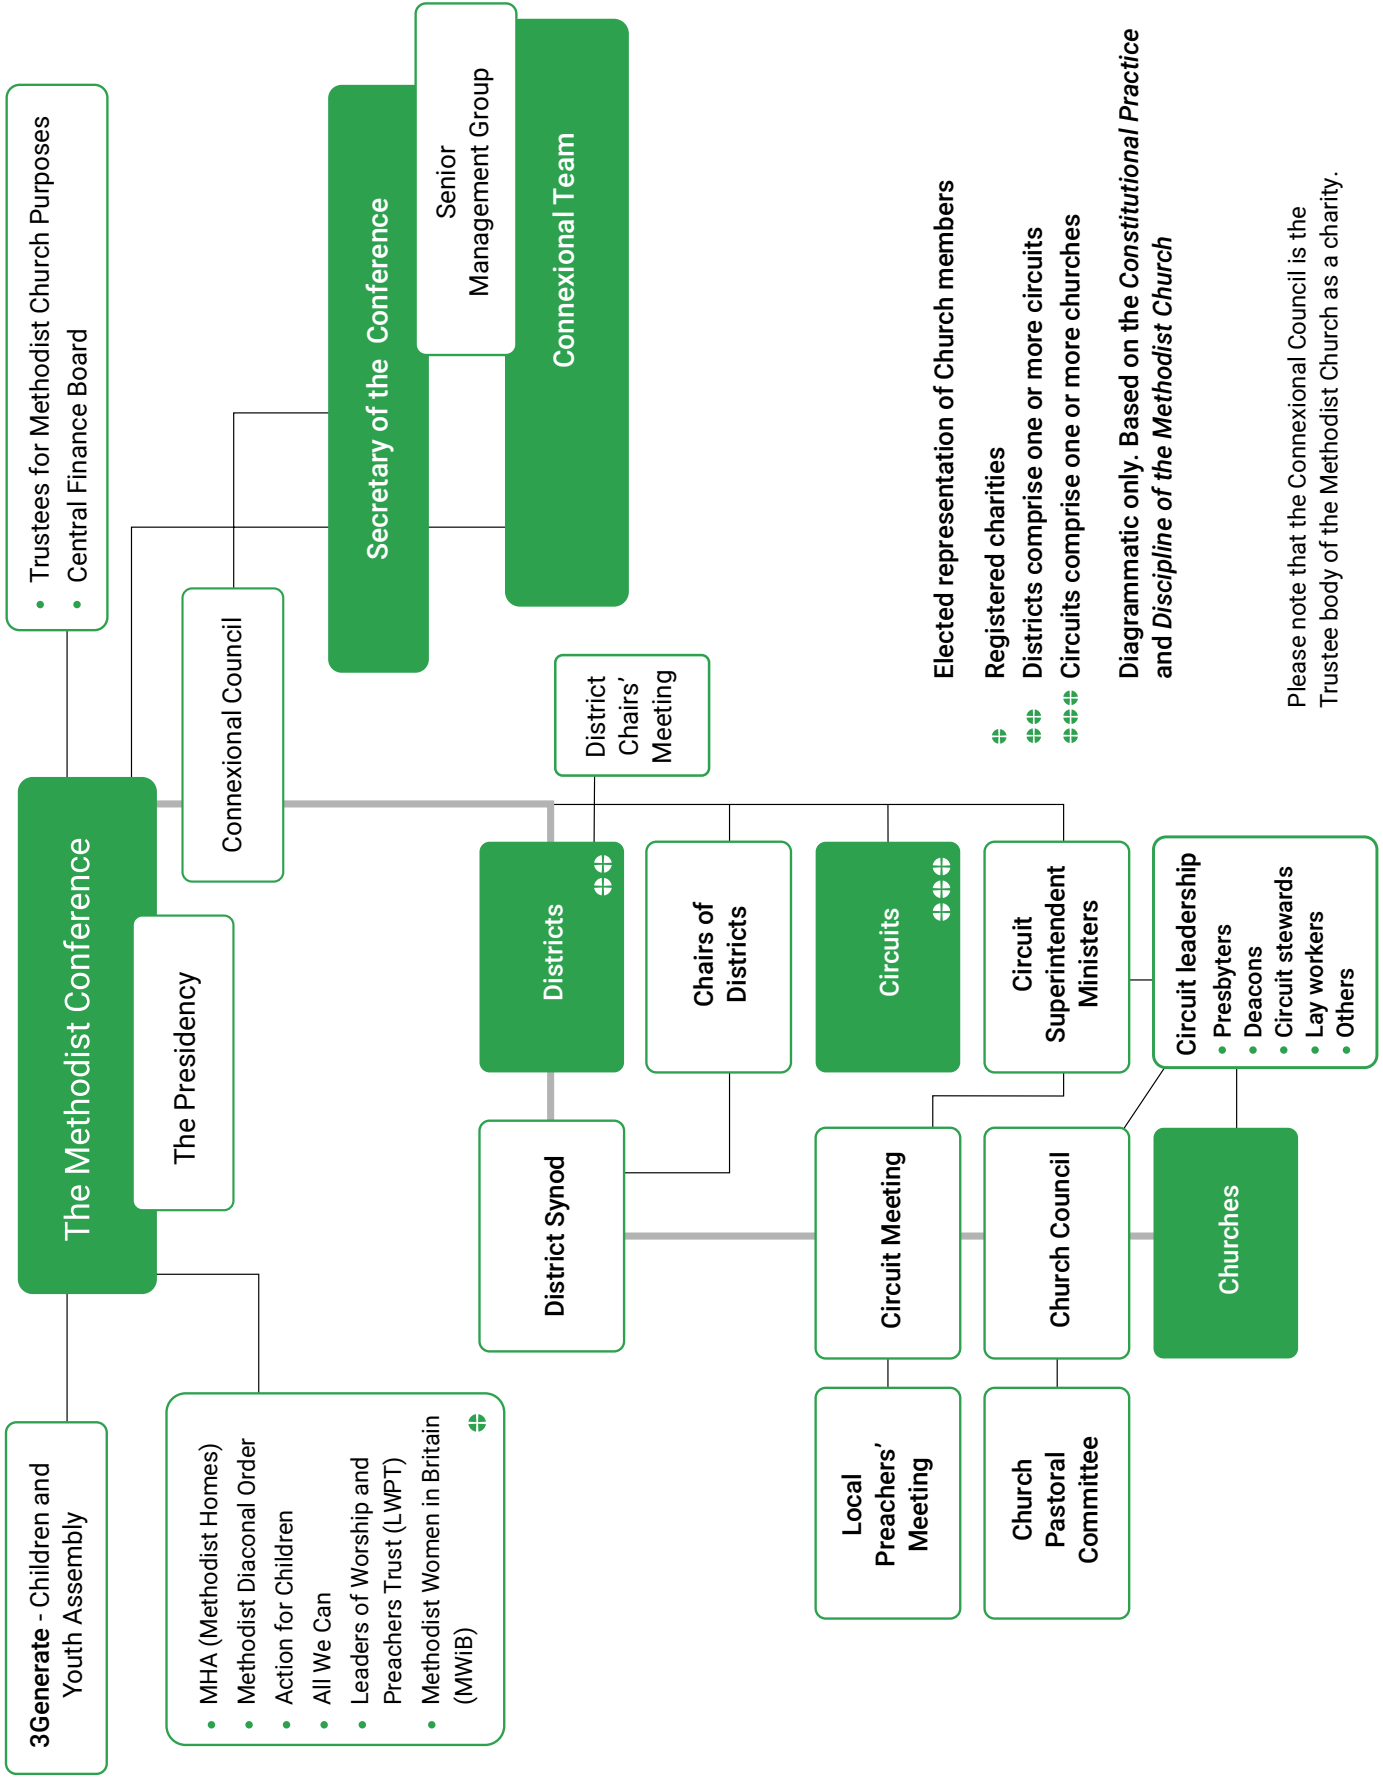 3Generate - Children and
Youth Assembly
The Methodist Conference
• Trustees for Methodist Church Purposes
• Central Finance Board
The Presidency
Connexional Council
• MHA (Methodist Homes)
• Methodist Diaconal Order
• Action for Children
• All We Can
• Leaders of Worship and
Preachers Trust (LWPT)
• Methodist Women in Britain
(MWiB)
Secretary of the Conference
Senior
Management Group
Connexional Team
District
Chairs’
Meeting
District Synod
Districts
Chairs of
Districts
Local
Preachers’
Meeting
Circuit Meeting
Circuits
Church
Pastoral
Committee
Church Council
Circuit
Superintendent
Ministers
Churches
Circuit leadership
• Presbyters
• Deacons
• Circuit stewards
• Lay workers
• Others
Elected representation of Church members
Registered charities
Districts comprise one or more circuits
Circuits comprise one or more churches
Diagrammatic only. Based on the Constitutional Practice
and Discipline of the Methodist Church
Please note that the Connexional Council is the
Trustee body of the Methodist Church as a charity.